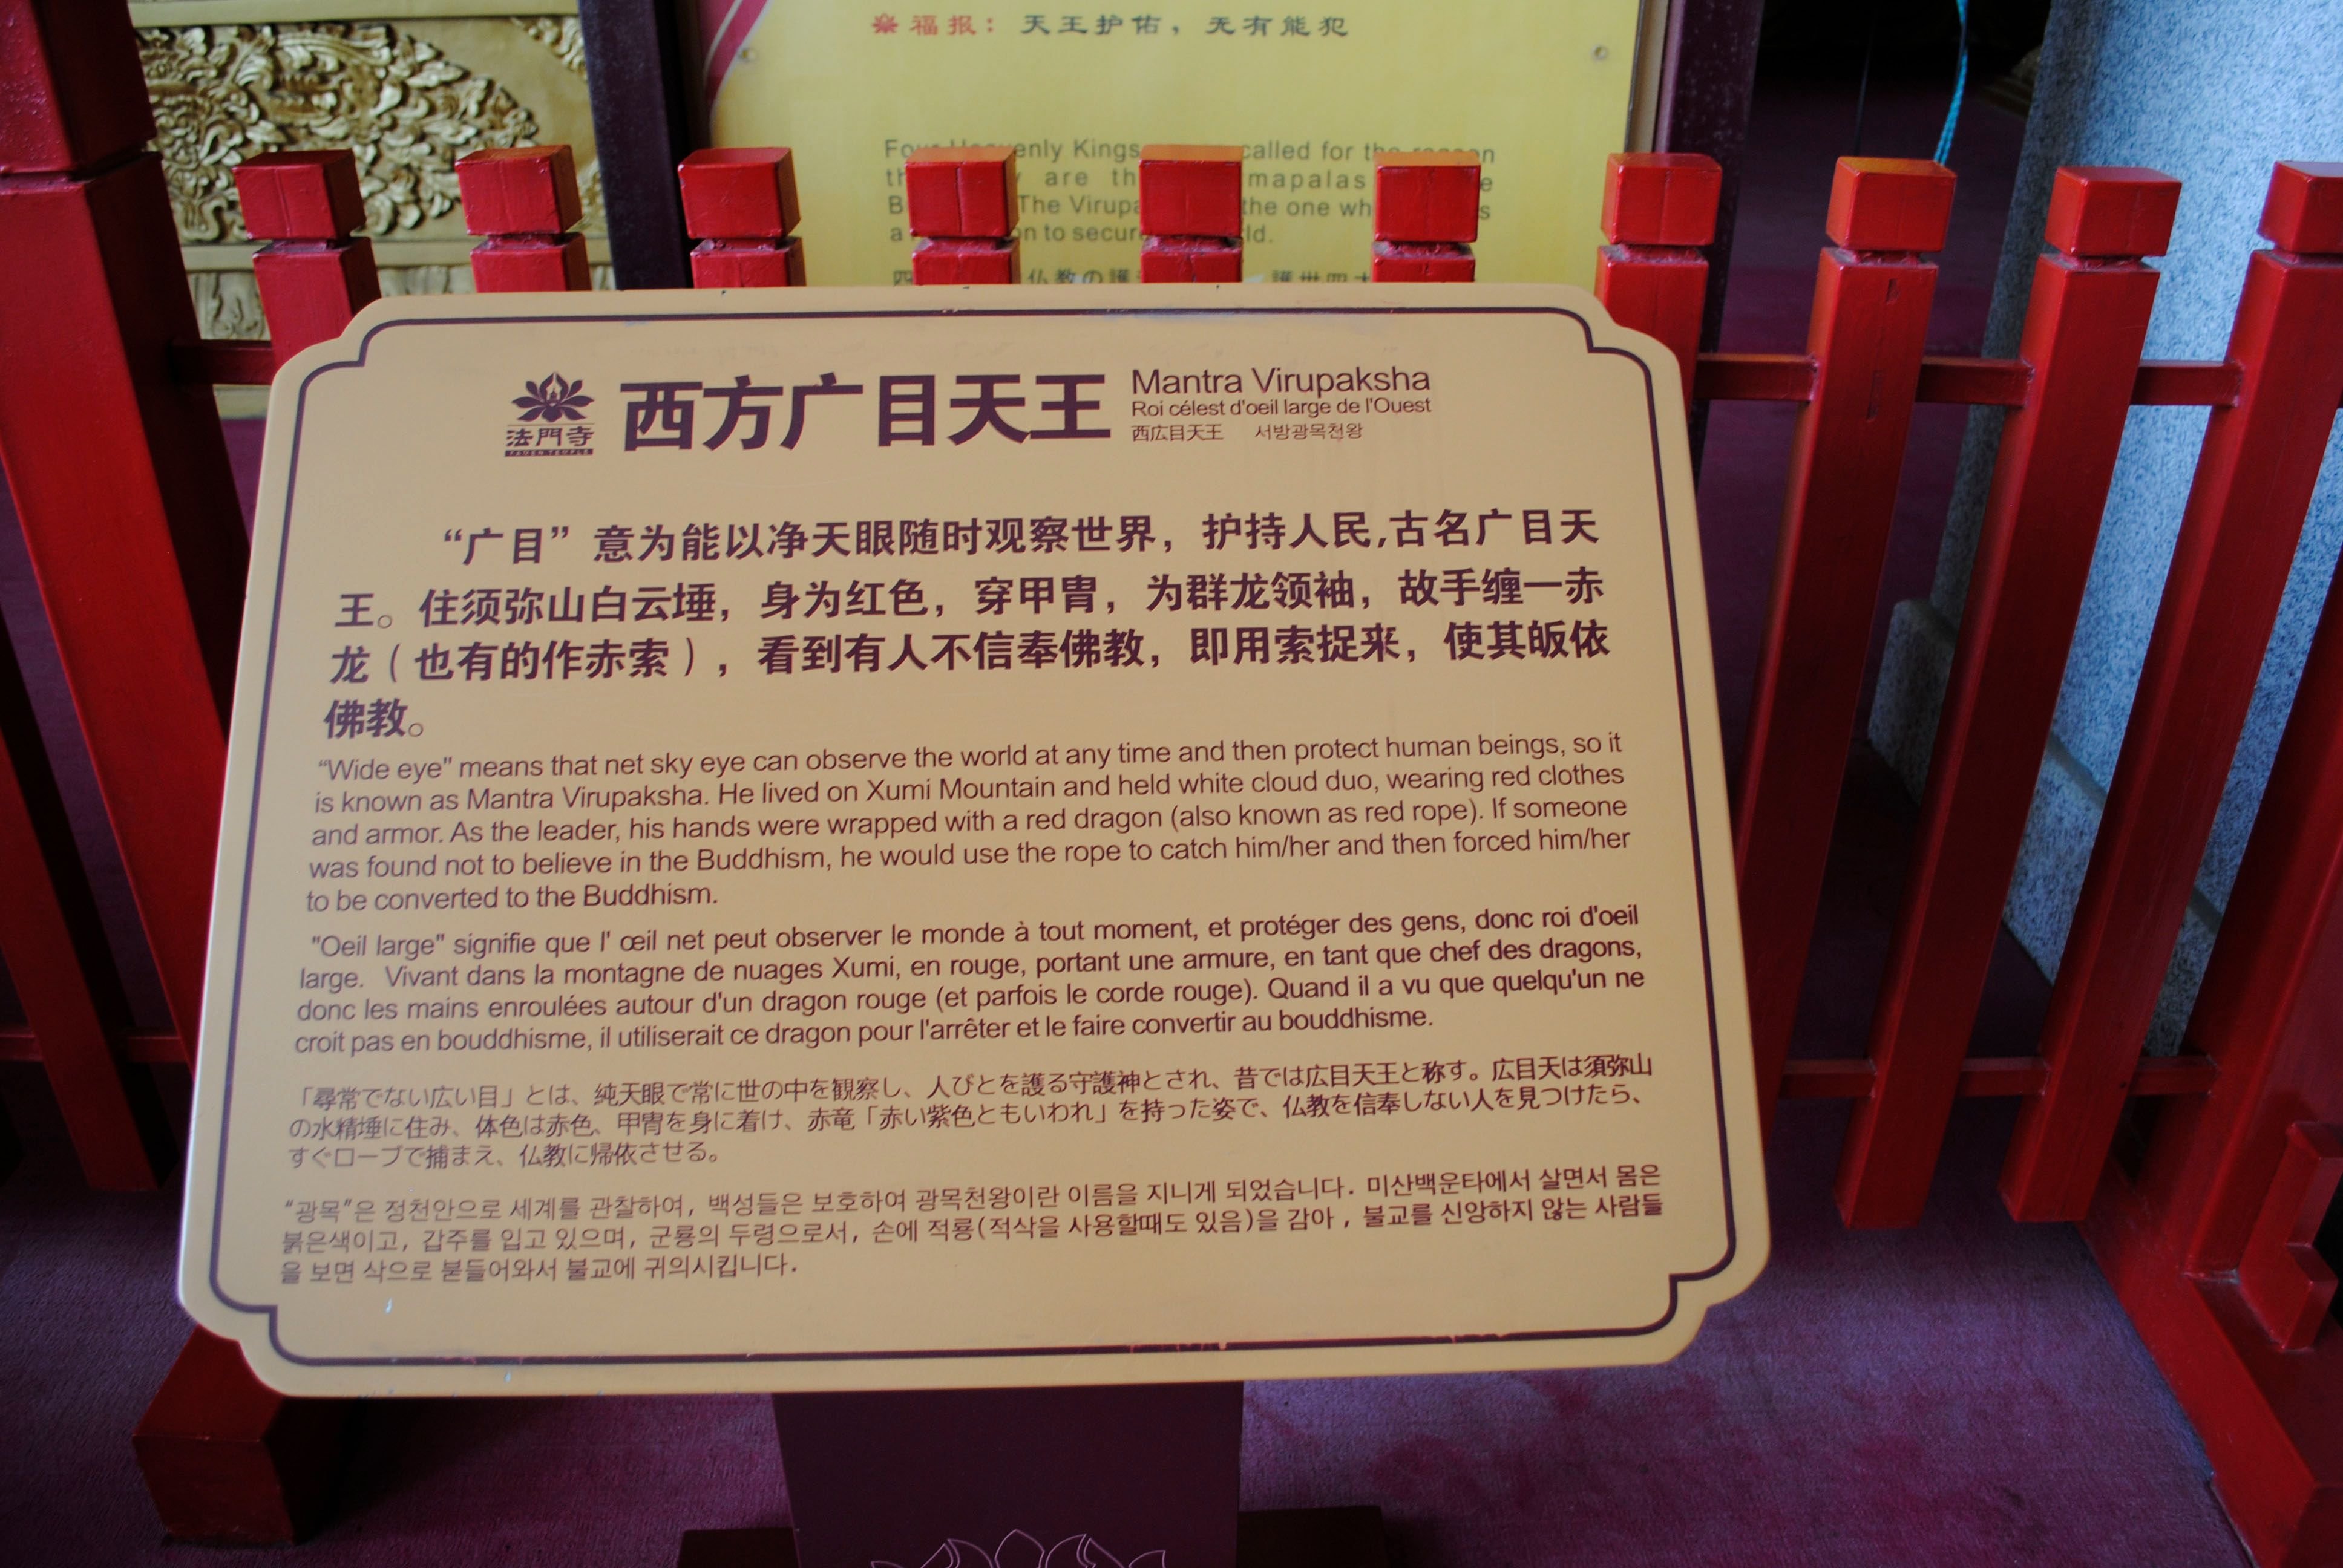 福报：天王护佑，无有能犯
Four Heavenly Kings called for the reason
are mapalas
The the one
to
仏教の護 護世四
西方广目天王
Mantra Virupaksha
Roi célest d'oeil large de l'Ouest
西広目天王 서방광목천왕
法門寺
FAMEN TEMPLE
“广目”意为能以净天眼随时观察世界，护持人民,古名广目天
王。住须弥山白云埵，身为红色，穿甲胄，为群龙领袖，故手缠一赤
龙（也有的作赤索），看到有人不信奉佛教，即用索捉来，使其皈依
佛教。
“Wide eye" means that net sky eye can observe the world at any time and then protect human beings, so it
is known as Mantra Virupaksha. He lived on Xumi Mountain and held white cloud duo, wearing red clothes
and armor. As the leader, his hands were wrapped with a red dragon (also known as red rope). If someone
was found not to believe in the Buddhism, he would use the rope to catch him/her and then forced him/her
to be converted to the Buddhism.
"Oeil large" signifie que l' œil net peut observer le monde à tout moment, et protéger des gens, donc roi d'oeil
large. Vivant dans la montagne de nuages Xumi, en rouge, portant une armure, en tant que chef des dragons,
donc les mains enroulées autour d'un dragon rouge (et parfois le corde rouge). Quand il a vu que quelqu'un ne
croit pas en bouddhisme, il utiliserait ce dragon pour l'arrêter et le faire convertir au bouddhisme.
「尋常でない広い目」とは、純天眼で常に世の中を観察し、人びとを護る守護神とされ、昔では広目天王と称す。広目天は須弥山
の水精埵に住み、体色は赤色、甲冑を身に着け、赤竜「赤い紫色ともいわれ」を持った姿で、仏教を信奉しない人を見つけたら、
すぐロープで捕まえ、仏教に帰依させる。
“광목”은 정천안으로 세계를 관찰하여, 백성들은 보호하여 광목천왕이란 이름을 지니게 되었습니다. 미산백운타에서 살면서 몸은
붉은색이고, 갑주를 입고 있으며, 군룡의 두령으로서, 손에 적룡(적삭을 사용할때도 있음)을 감아, 불교를 신앙하지 않는 사람들
을 보면 삭으로 붇들어와서 불교에 귀의시킵니다.